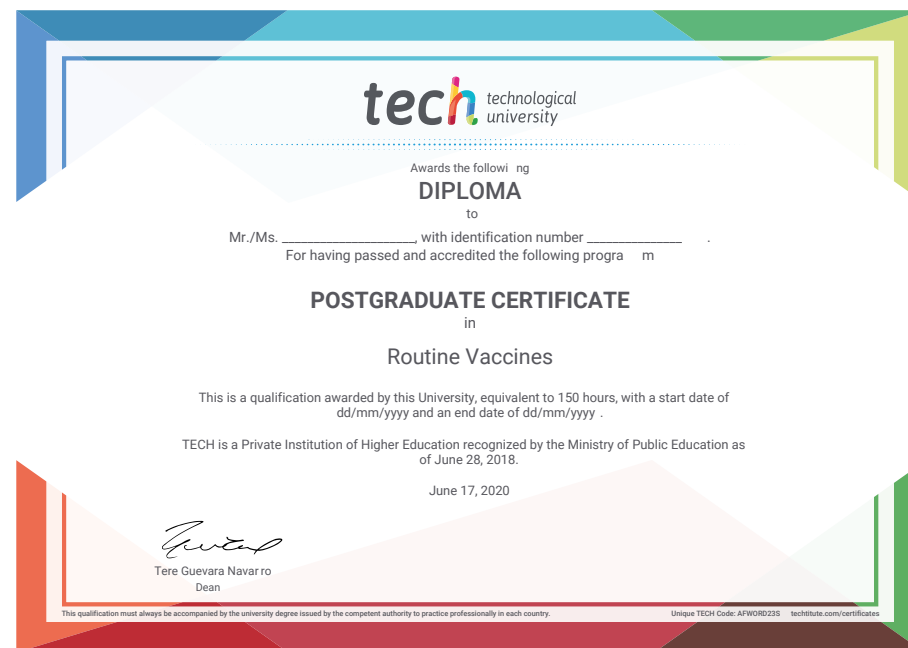 tech technological
university
Awards the followi ng
DIPLOMA
to
Mr./Ms. ____________________, with identification number ______________ .
For having passed and accredited the following progra m
POSTGRADUATE CERTIFICATE
in
Routine Vaccines
This is a qualification awarded by this University, equivalent to 150 hours, with a start date of
dd/mm/yyyy and an end date of dd/mm/yyyy .
TECH is a Private Institution of Higher Education recognized by the Ministry of Public Education as
of June 28, 2018.
June 17, 2020
Tere Guevara Navar ro
Dean
This qualification must always be accompanied by the university degree issued by the competent authority to practice professionally in each country.
Unique TECH Code: AFWORD23S techtitute.com/certificates